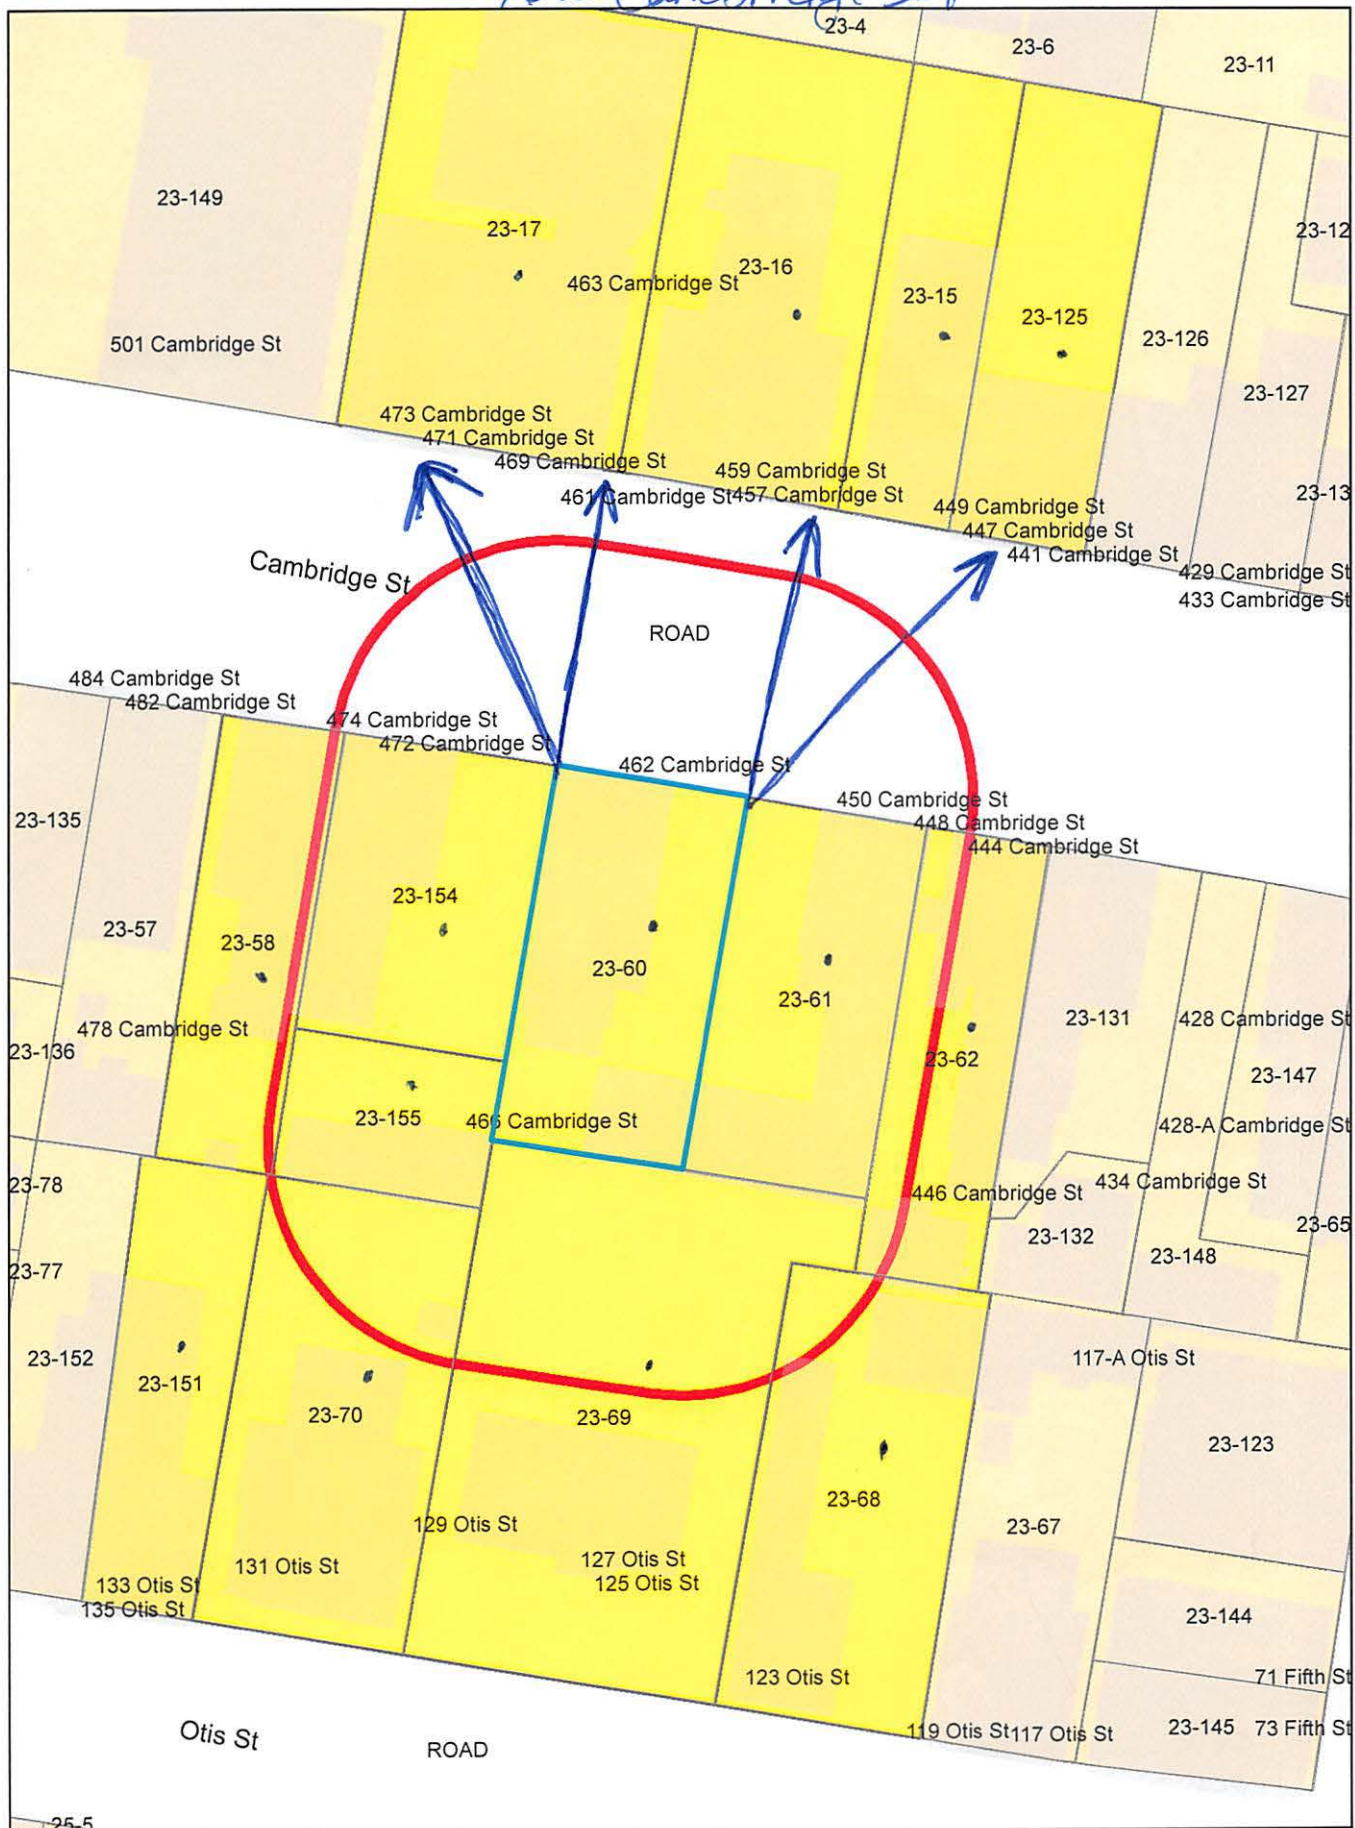 Cambridge St
23-4
23-6
23-11
23-149
23-17
23-16
463 Cambridge St
23-15
23-125
23-126
23-12
23-127
23-13
501 Cambridge St
473 Cambridge St
471 Cambridge St
469 Cambridge St
461 Cambridge St
459 Cambridge St
457 Cambridge St
449 Cambridge St
447 Cambridge St
441 Cambridge St
429 Cambridge St
433 Cambridge St
Cambridge St
ROAD
484 Cambridge St
482 Cambridge St
474 Cambridge St
472 Cambridge St
462 Cambridge St
450 Cambridge St
448 Cambridge St
444 Cambridge St
23-135
23-57
23-58
23-154
23-60
23-61
23-62
23-131
428 Cambridge St
23-147
428-A Cambridge St
23-136
478 Cambridge St
23-155
466 Cambridge St
446 Cambridge St
434 Cambridge St
23-132
23-148
23-65
23-78
23-77
23-152
23-151
23-70
23-69
23-68
117-A Otis St
23-123
23-67
129 Otis St
127 Otis St
125 Otis St
131 Otis St
133 Otis St
135 Otis St
123 Otis St
23-144
71 Fifth St
119 Otis St
117 Otis St
23-145
73 Fifth St
Otis St
ROAD
25-5